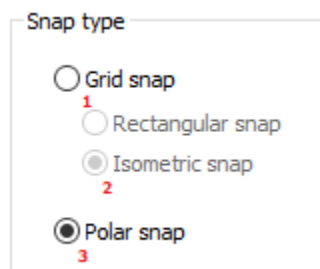 Snap type
Grid snap
1
Rectangular snap
Isometric snap
2
Polar snap
3